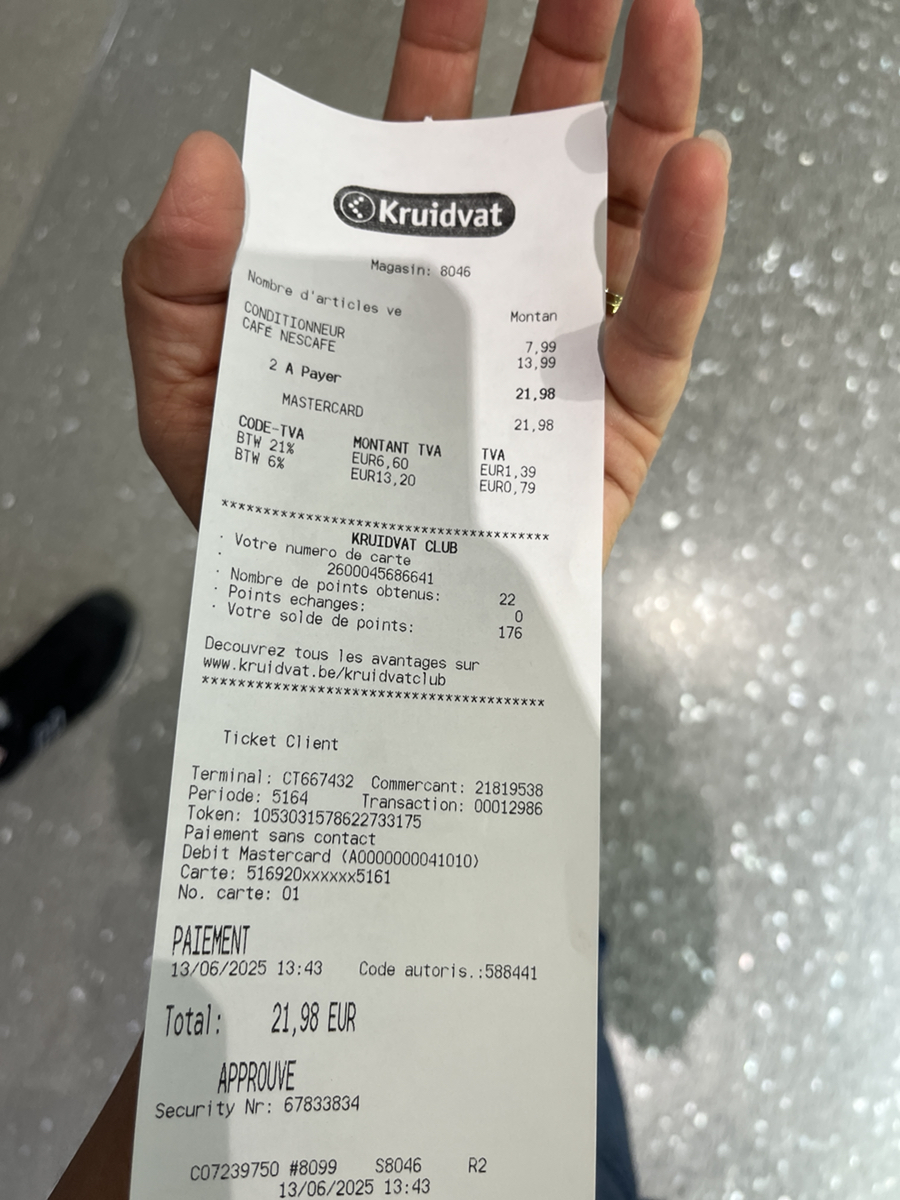 Kruidvat
Magasin: 8046
Nombre d'articles ve Montan
CONDITIONNEUR 7,99
CAFE NESCAFE 13,99
2 A Payer 21,98
MASTERCARD 21,98
CODE-TVA MONTANT TVA TVA
BTW 21% EUR6,60 EUR1,39
BTW 6% EUR13,20 EUR0,79
****************************************
KRUIDVAT CLUB
· Votre numero de carte
· 2600045686641
· Nombre de points obtenus: 22
· Points echanges: 0
· Votre solde de points: 176
Decouvrez tous les avantages sur
www.kruidvat.be/kruidvatclub
****************************************
Ticket Client
Terminal: CT667432 Commercant: 21819538
Periode: 5164 Transaction: 00012986
Token: 1053031578622733175
Paiement sans contact
Debit Mastercard (A0000000041010)
Carte: 516920xxxxxx5161
No. carte: 01
PAIEMENT
13/06/2025 13:43 Code autoris.:588441
Total: 21,98 EUR
APPROUVE
Security Nr: 67833834
C07239750 #8099 S8046 R2
13/06/2025 13:43